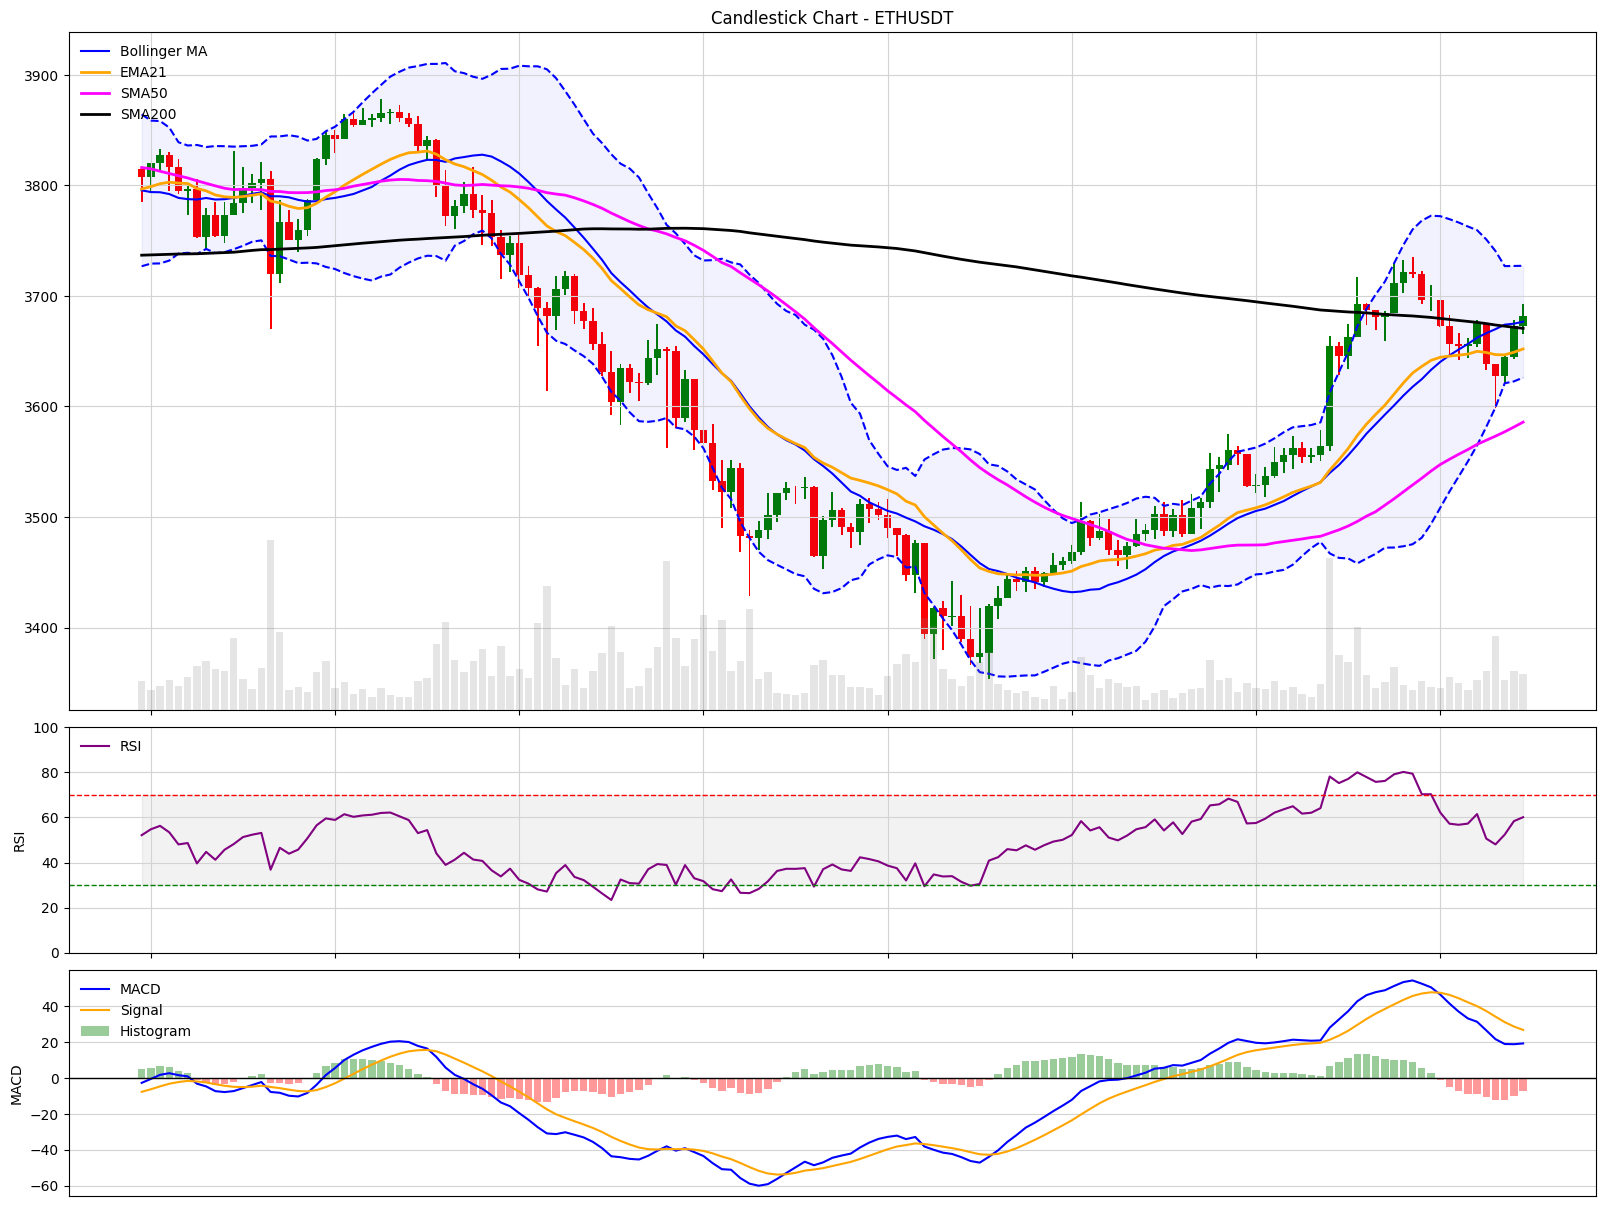 Candlestick Chart - ETHUSDT
Bollinger MA
EMA21
SMA50
SMA200
3900
3800
3700
3600
3500
3400
100
80
60
40
20
0
RSI
RSI
40
20
0
−20
−40
−60
MACD
MACD
Signal
Histogram